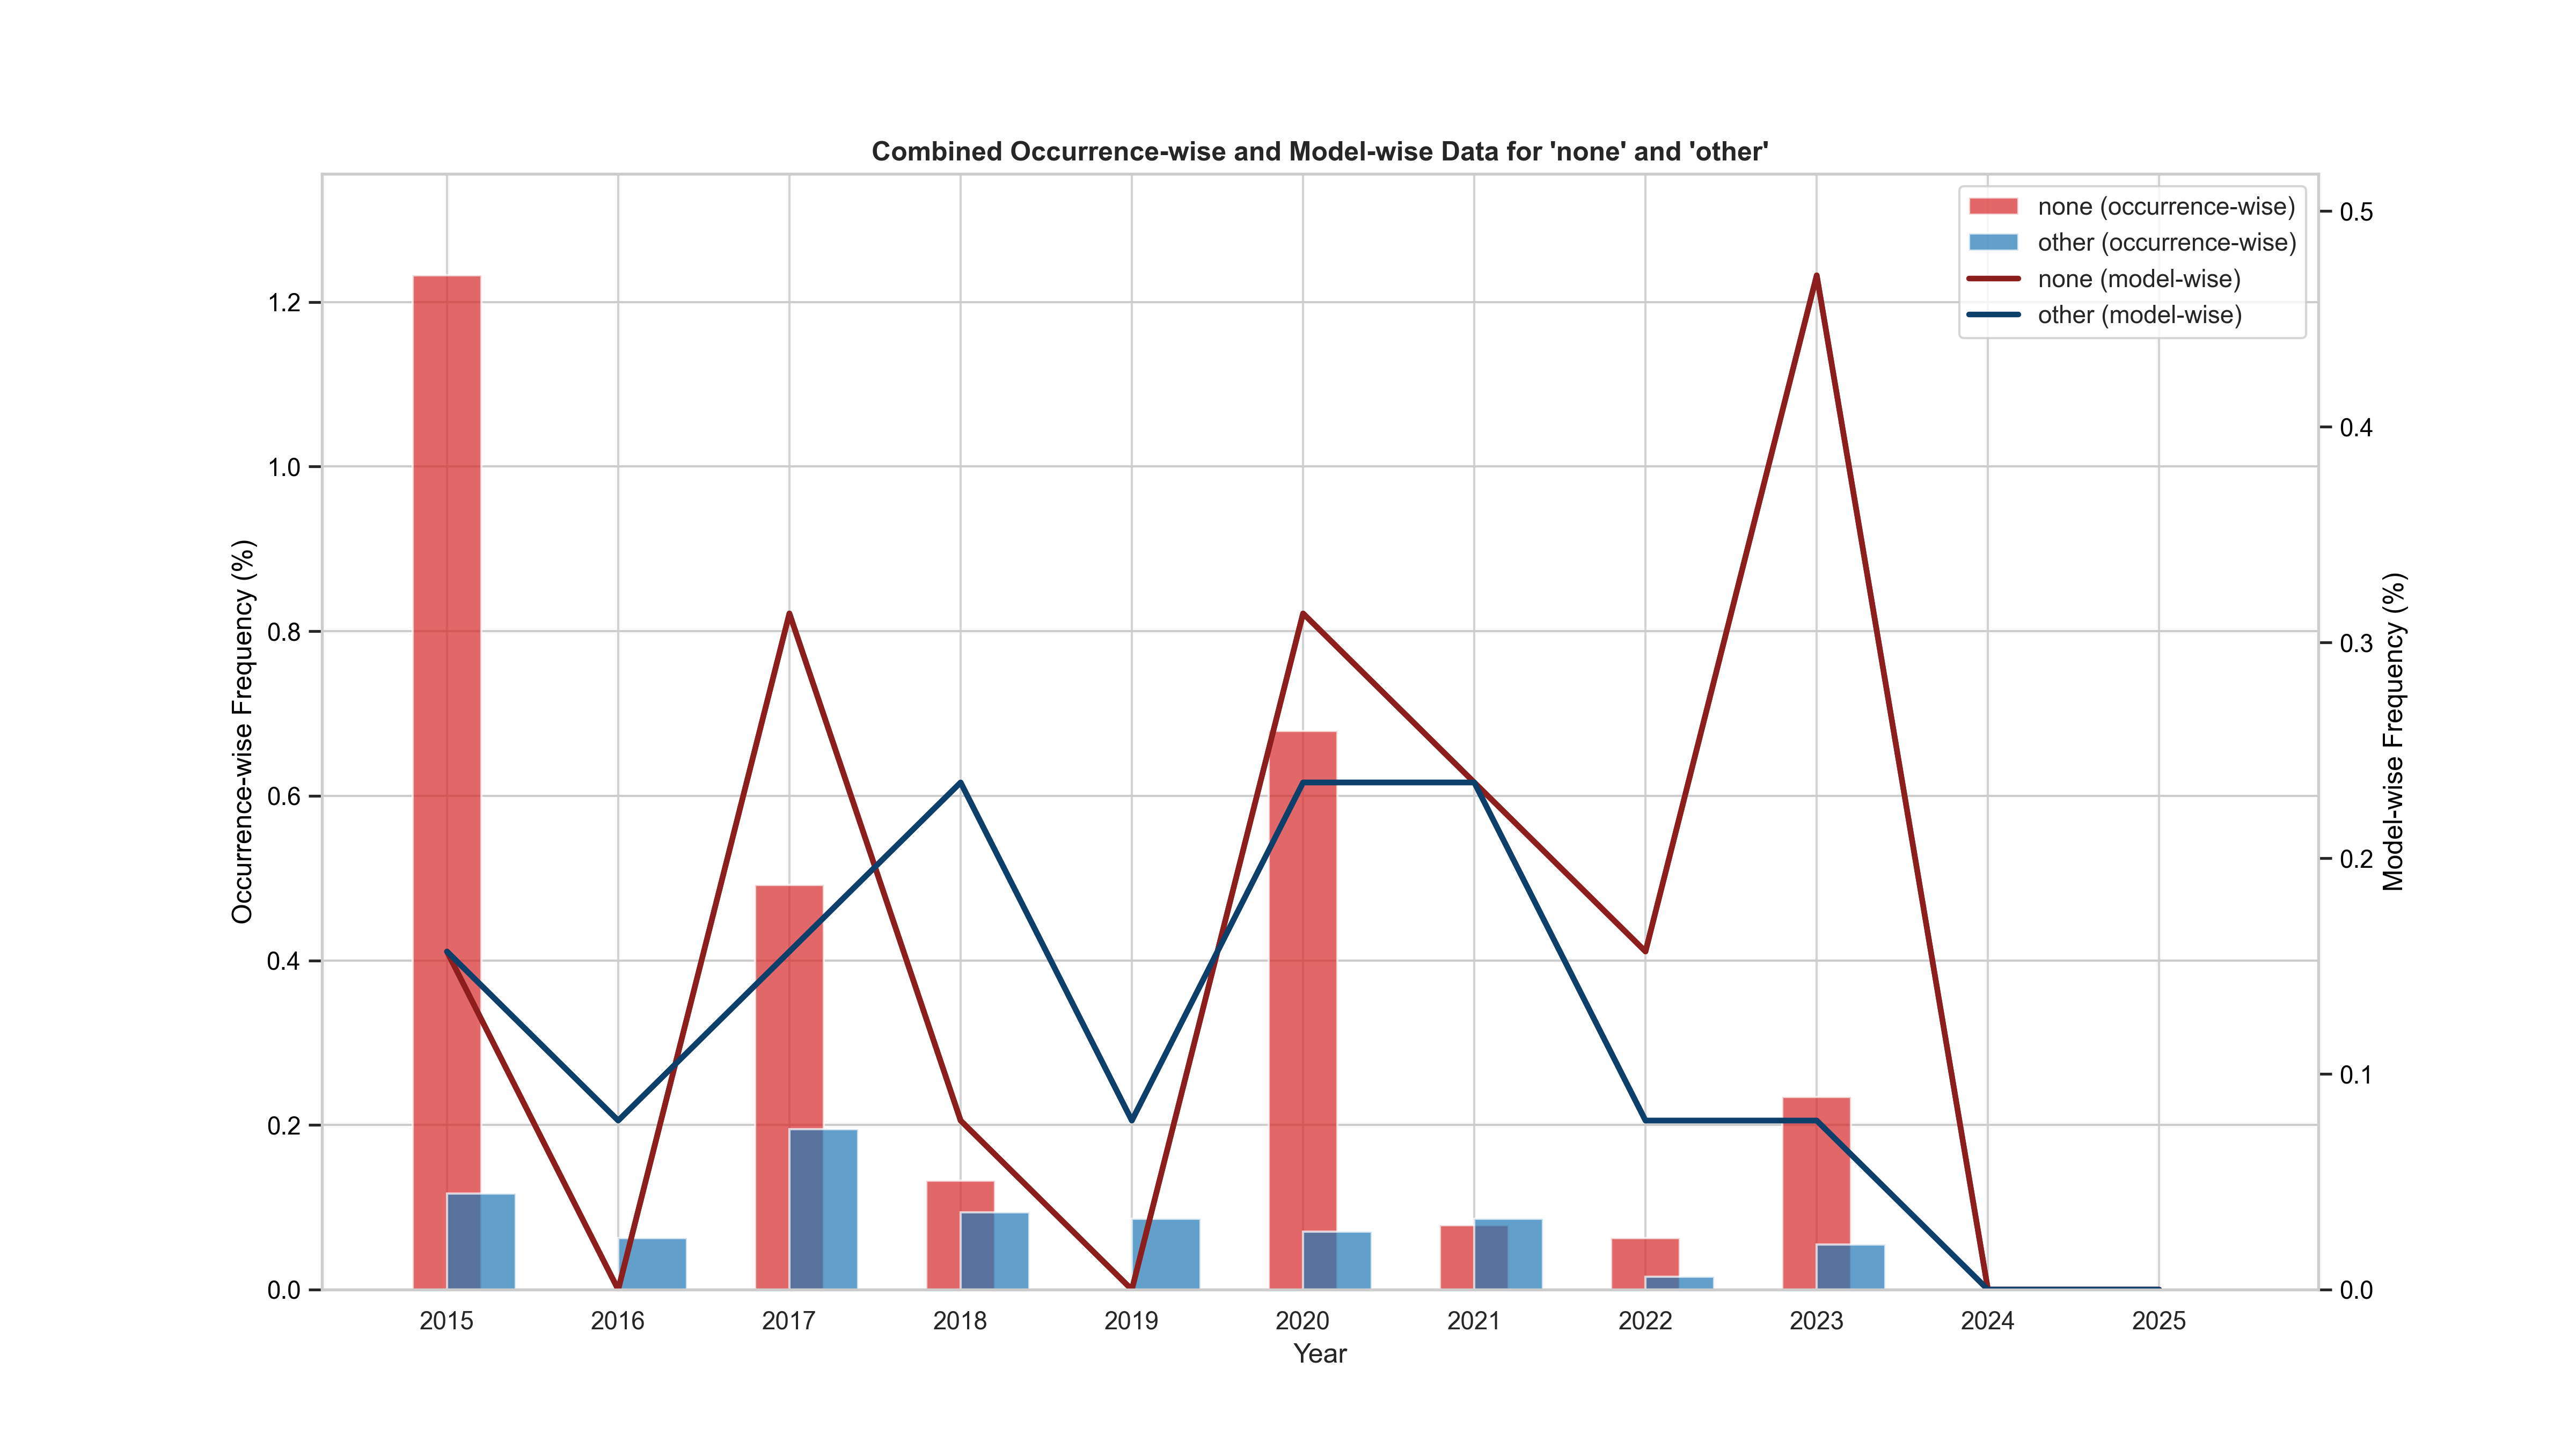 Combined Occurrence-wise and Model-wise Data for 'none' and 'other'
none (occurrence-wise)
other (occurrence-wise)
none (model-wise)
other (model-wise)
Occurrence-wise Frequency (%)
1.2
1.0
0.8
0.6
0.4
0.2
0.0
0.5
0.4
0.3
0.2
0.1
0.0
Model-wise Frequency (%)
2015 2016 2017 2018 2019 2020 2021 2022 2023 2024 2025
Year